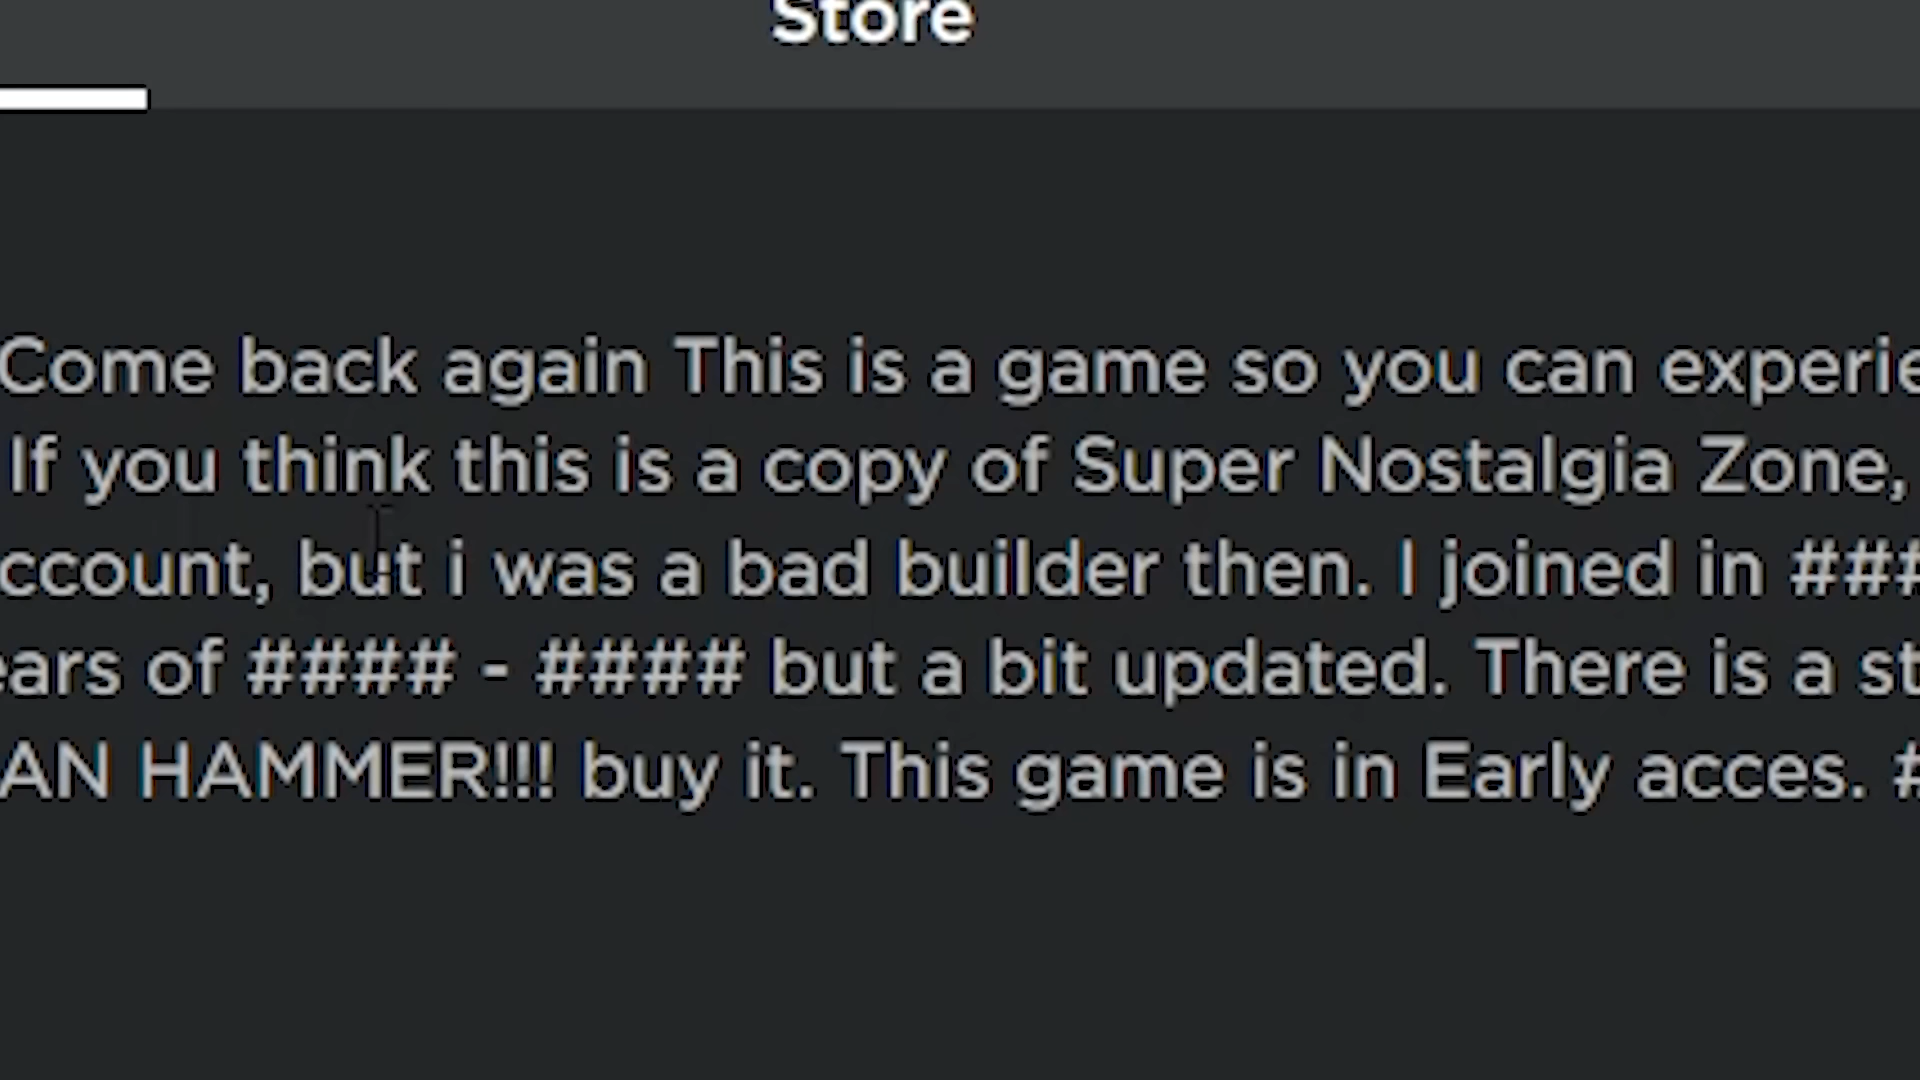 Store
Come back again This is a game so you can experie
If you think this is a copy of Super Nostalgia Zone,
ccount, but i was a bad builder then. I joined in ###
ears of #### - #### but a bit updated. There is a st
AN HAMMER!!! buy it. This game is in Early acces. #